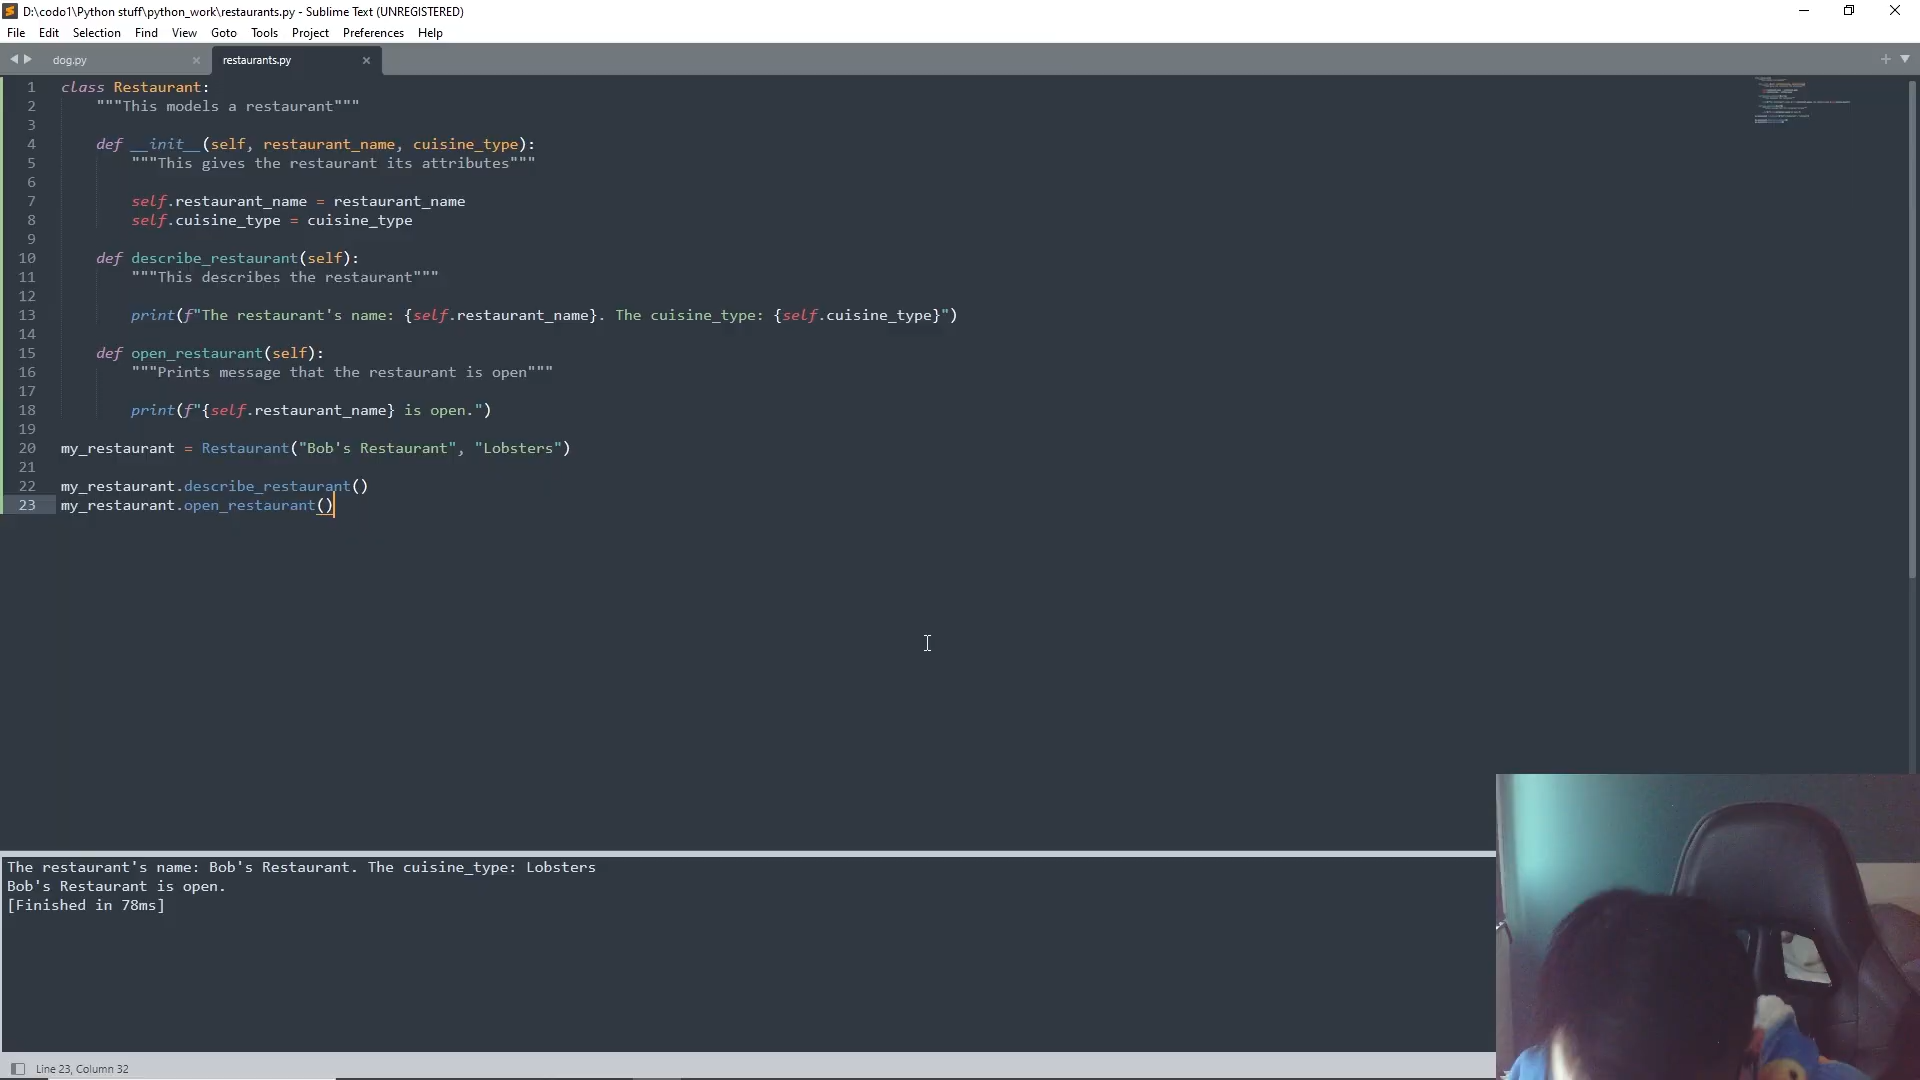 D:\codo1\Python stuff\python_work\restaurants.py - Sublime Text (UNREGISTERED)
File Edit Selection Find View Goto Tools Project Preferences Help
dog.py restaurants.py
1 class Restaurant:
2     """This models a restaurant"""
3
4     def __init__(self, restaurant_name, cuisine_type):
5         """This gives the restaurant its attributes"""
6
7         self.restaurant_name = restaurant_name
8         self.cuisine_type = cuisine_type
9
10     def describe_restaurant(self):
11         """This describes the restaurant"""
12
13         print(f"The restaurant's name: {self.restaurant_name}. The cuisine_type: {self.cuisine_type}")
14
15     def open_restaurant(self):
16         """Prints message that the restaurant is open"""
17
18         print(f"{self.restaurant_name} is open.")
19
20 my_restaurant = Restaurant("Bob's Restaurant", "Lobsters")
21
22 my_restaurant.describe_restaurant()
23 my_restaurant.open_restaurant()
The restaurant's name: Bob's Restaurant. The cuisine_type: Lobsters
Bob's Restaurant is open.
[Finished in 78ms]
Line 23, Column 32